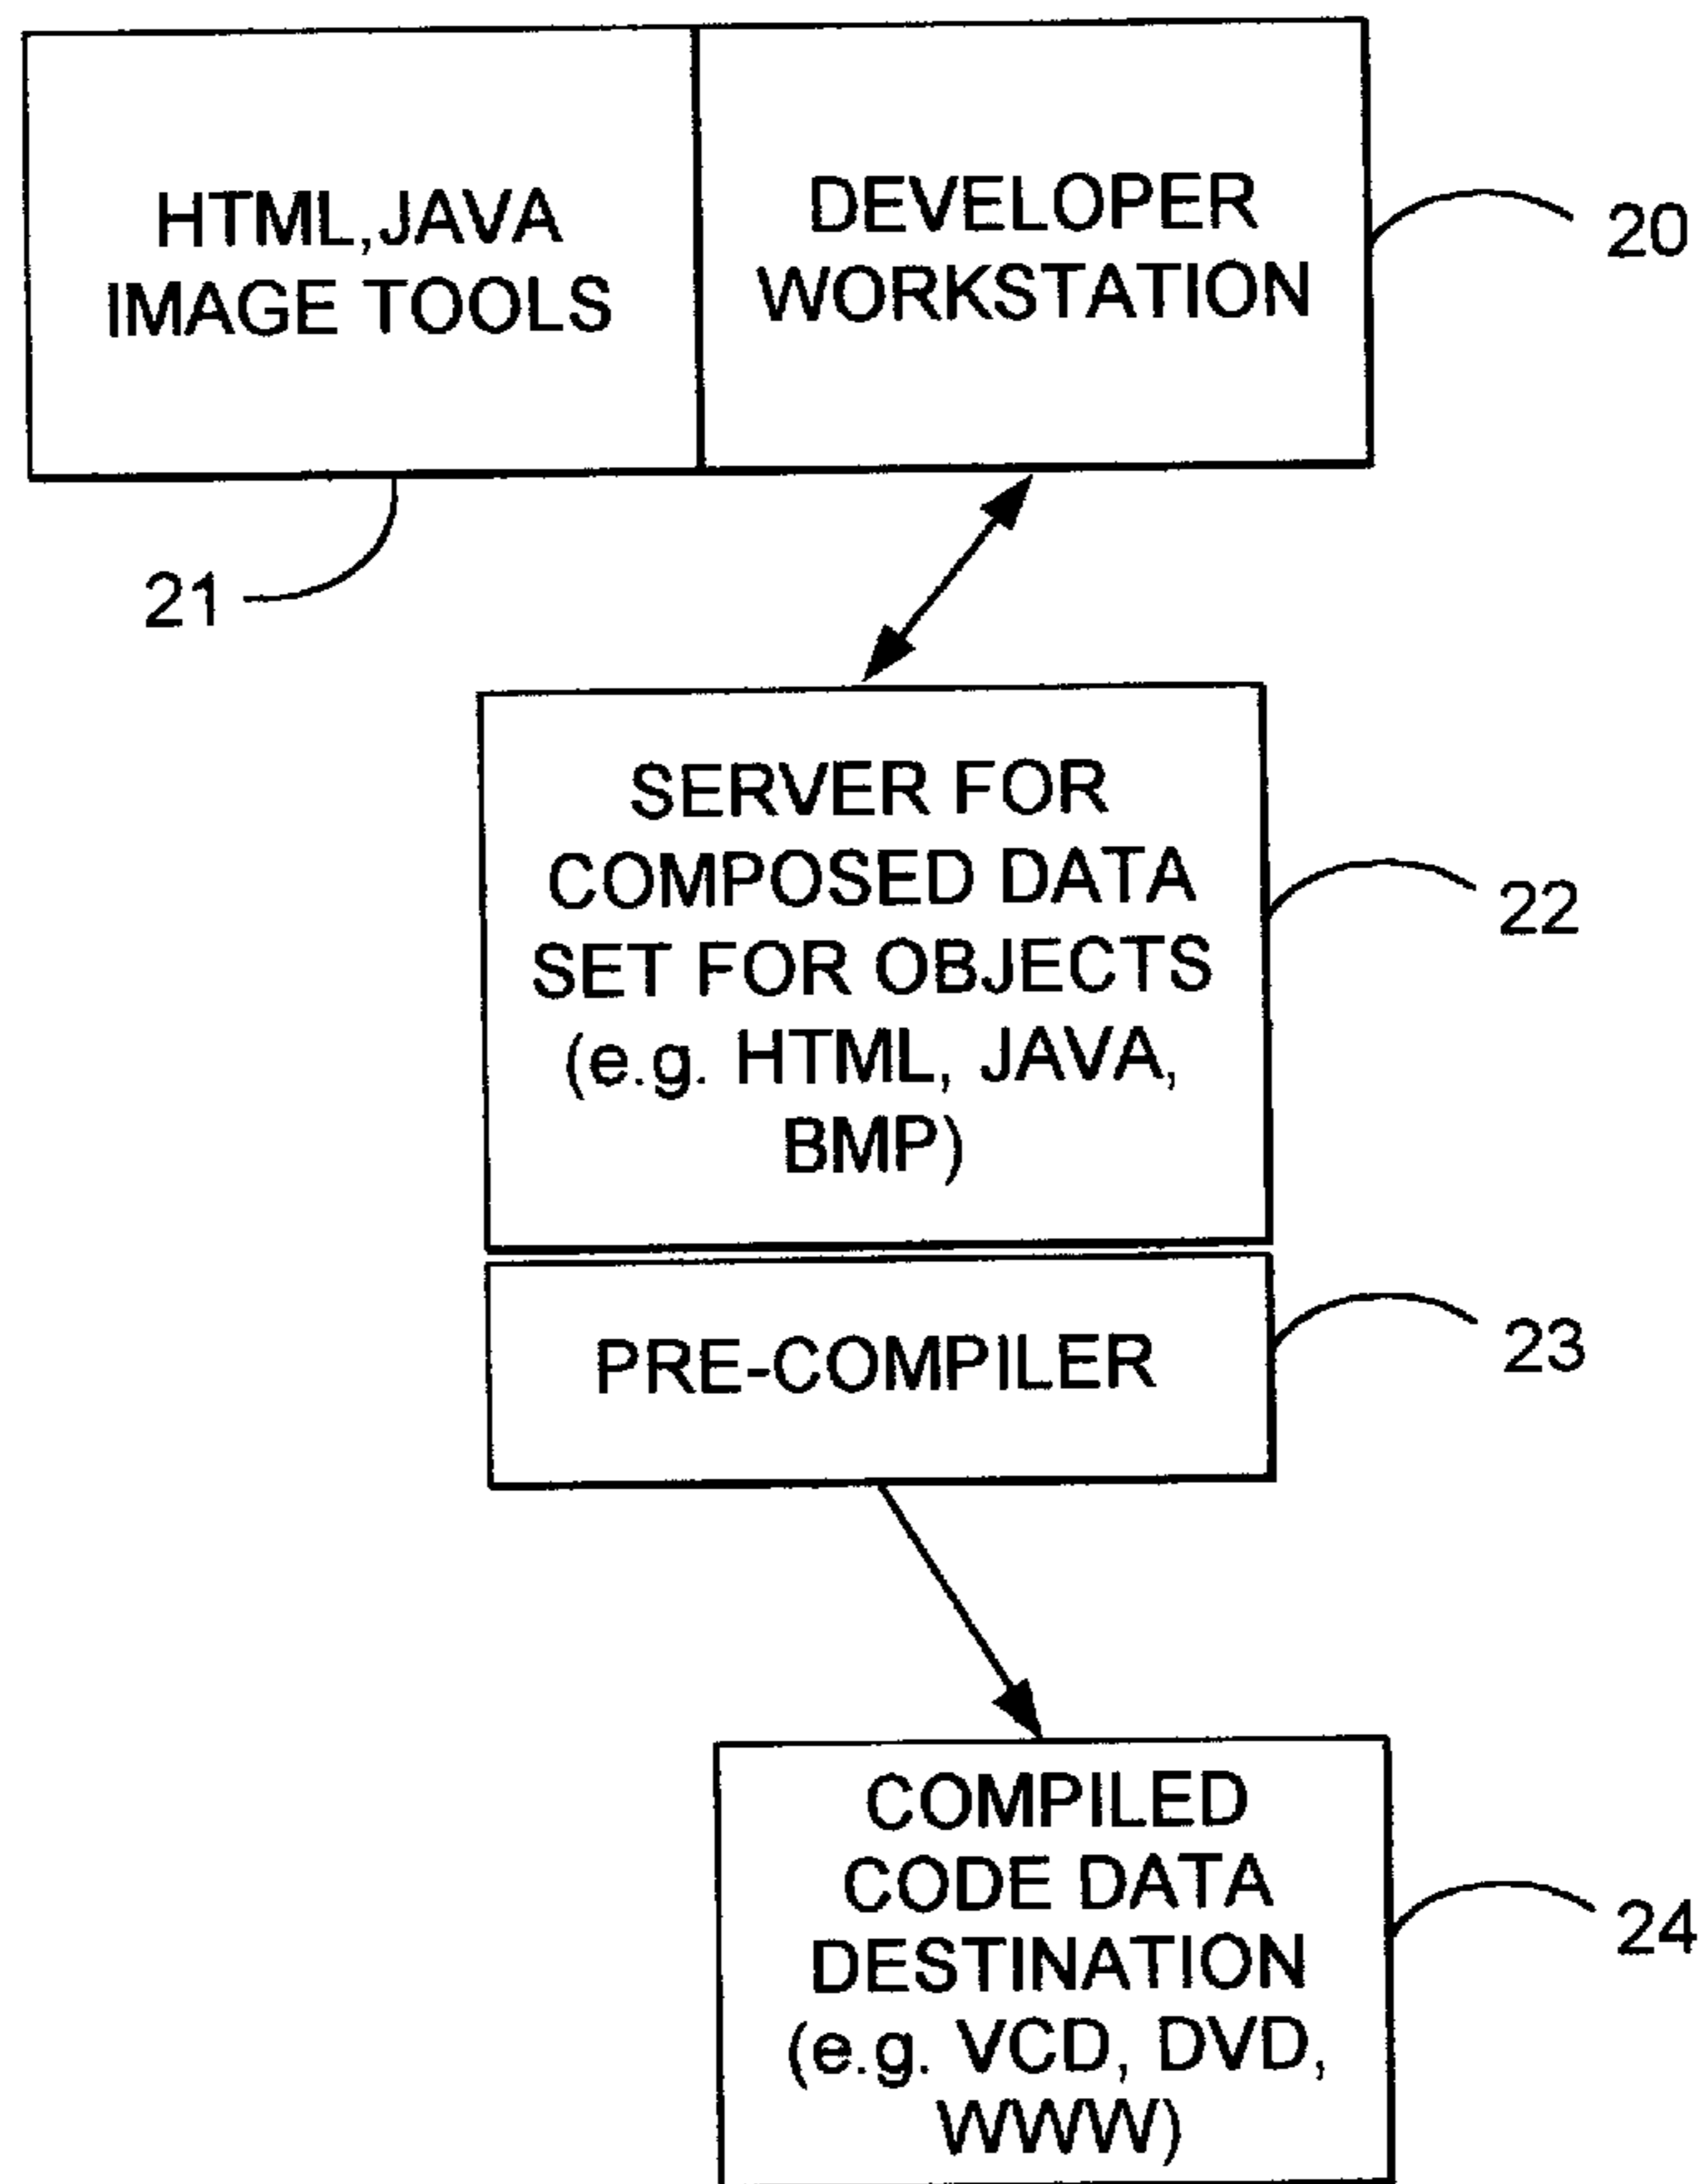 HTML,JAVA
IMAGE TOOLS
DEVELOPER
WORKSTATION
20
21
SERVER FOR
COMPOSED DATA
SET FOR OBJECTS
(e.g. HTML, JAVA,
BMP)
22
PRE-COMPILER
23
COMPILED
CODE DATA
DESTINATION
(e.g. VCD, DVD,
WWW)
24